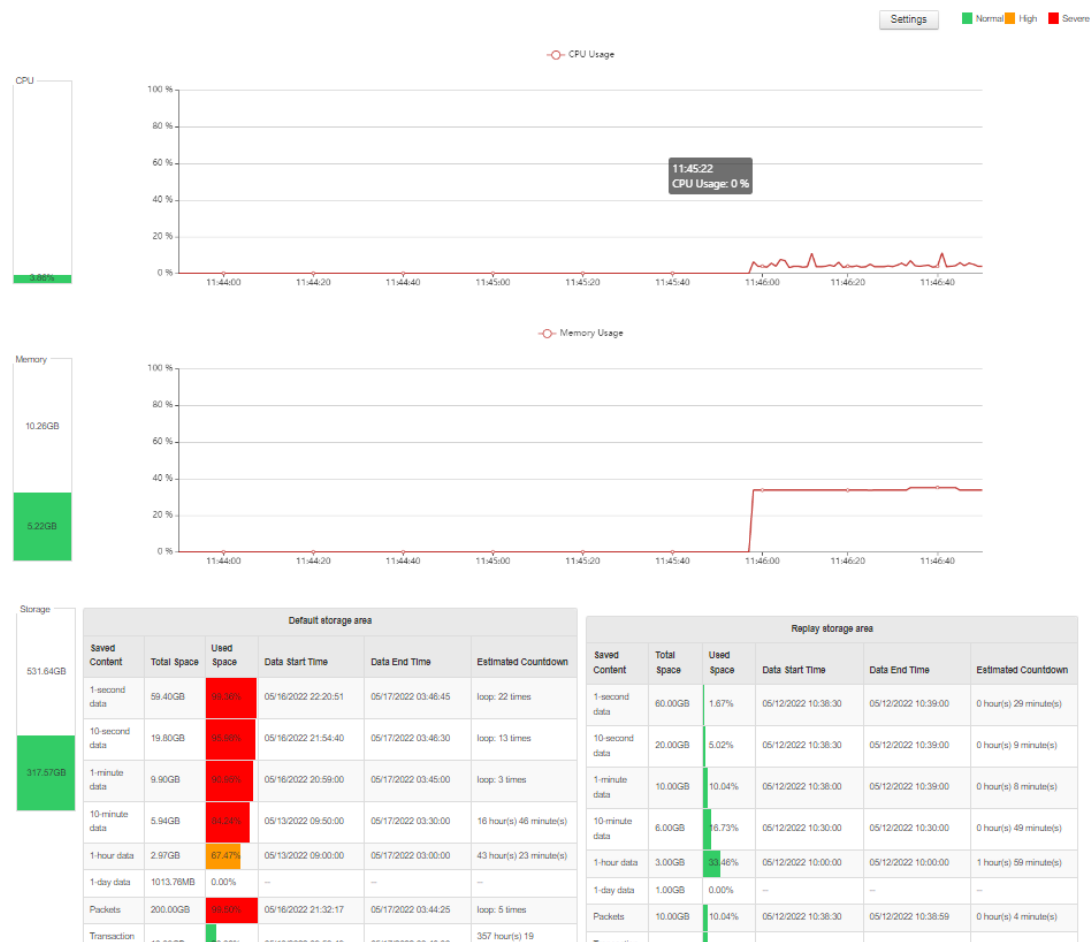 Settings Normal High Severe
CPU Usage
CPU
100 %
80 %
60 %
40 %
20 %
0 %
11:45:22
CPU Usage: 0 %
3.86%
11:44:00 11:44:20 11:44:40 11:45:00 11:45:20 11:45:40 11:46:00 11:46:20 11:46:40
Memory Usage
Memory
100 %
80 %
60 %
40 %
20 %
0 %
10.26GB
5.22GB
11:44:00 11:44:20 11:44:40 11:45:00 11:45:20 11:45:40 11:46:00 11:46:20 11:46:40
Storage
531.64GB
317.57GB
Default storage area
Saved Content Total Space Used Space Data Start Time Data End Time Estimated Countdown
1-second data 59.40GB 05/16/2022 22:20:51 05/17/2022 03:46:45 loop: 22 times
10-second data 19.80GB 05/16/2022 21:54:40 05/17/2022 03:46:30 loop: 13 times
1-minute data 9.90GB 05/16/2022 20:59:00 05/17/2022 03:45:00 loop: 3 times
10-minute data 5.94GB 05/13/2022 09:50:00 05/17/2022 03:30:00 16 hour(s) 46 minute(s)
1-hour data 2.97GB 67.47% 05/13/2022 09:00:00 05/17/2022 03:00:00 43 hour(s) 23 minute(s)
1-day data 1013.76MB 0.00% -- -- --
Packets 200.00GB 05/16/2022 21:32:17 05/17/2022 03:44:25 loop: 5 times
Transaction 357 hour(s) 19
Replay storage area
Saved Content Total Space Used Space Data Start Time Data End Time Estimated Countdown
1-second data 60.00GB 1.67% 05/12/2022 10:38:30 05/12/2022 10:39:00 0 hour(s) 29 minute(s)
10-second data 20.00GB 5.02% 05/12/2022 10:38:30 05/12/2022 10:39:00 0 hour(s) 9 minute(s)
1-minute data 10.00GB 10.04% 05/12/2022 10:38:00 05/12/2022 10:39:00 0 hour(s) 8 minute(s)
10-minute data 6.00GB 16.73% 05/12/2022 10:30:00 05/12/2022 10:30:00 0 hour(s) 49 minute(s)
1-hour data 3.00GB 33.46% 05/12/2022 10:00:00 05/12/2022 10:00:00 1 hour(s) 59 minute(s)
1-day data 1.00GB 0.00% -- -- --
Packets 10.00GB 10.04% 05/12/2022 10:38:30 05/12/2022 10:38:59 0 hour(s) 4 minute(s)